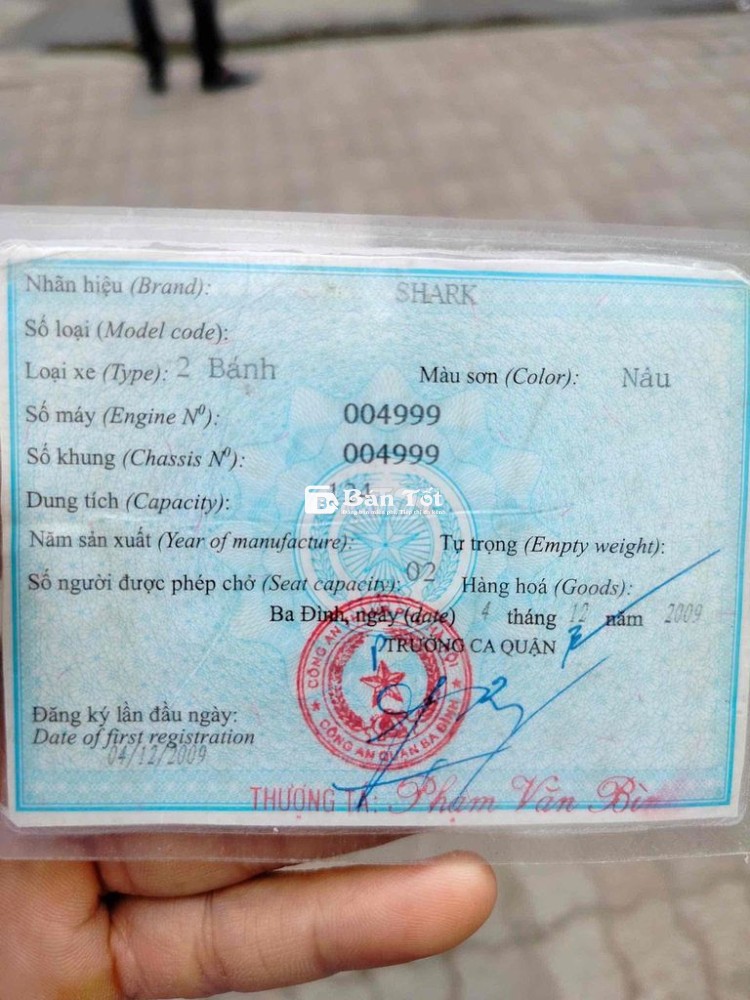 Nhãn hiệu (Brand): SHARK
Số loại (Model code):
Loại xe (Type): 2 Bánh Màu sơn (Color): Nâu
Số máy (Engine Nº): 004999
Số khung (Chassis Nº): 004999
Dung tích (Capacity):
Bán Tốt
Năm sản xuất (Year of manufacture): Tự trọng (Empty weight):
Số người được phép chở (Seat capacity): 02 Hàng hoá (Goods):
Ba Đình, ngày (date) 4 tháng 12 năm 2009
P TRƯỞNG CA QUẬN
CÔNG AN QUẬN BA ĐÌNH
Đăng ký lần đầu ngày:
Date of first registration
04/12/2009
THƯỢNG TÁ: Phạm Văn